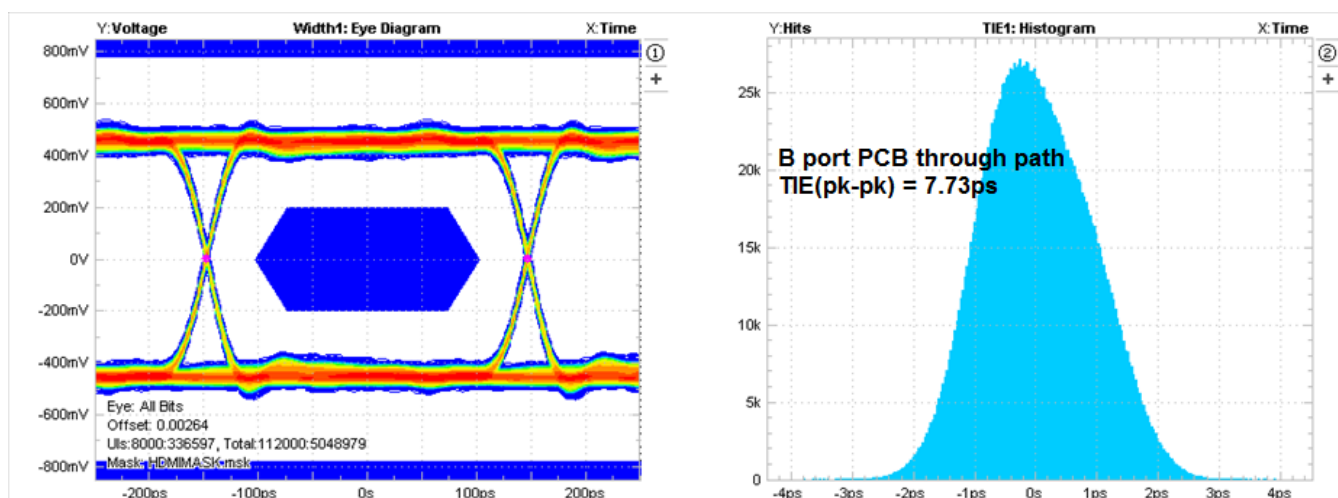 Y:Voltage Width1: Eye Diagram X:Time
800mV
600mV
400mV
200mV
0V
-200mV
-400mV
-600mV
-800mV
Eye: All Bits
Offset: 0.00264
UIs:8000:336597, Total:112000:5048979
Mask: HDMIMASK.msk
-200ps -100ps 0s 100ps 200ps
1
+
Y:Hits TIE1: Histogram X:Time
25k
20k
15k
10k
5k
0
B port PCB through path
TIE(pk-pk) = 7.73ps
-4ps -3ps -2ps -1ps 0s 1ps 2ps 3ps 4ps
2
+